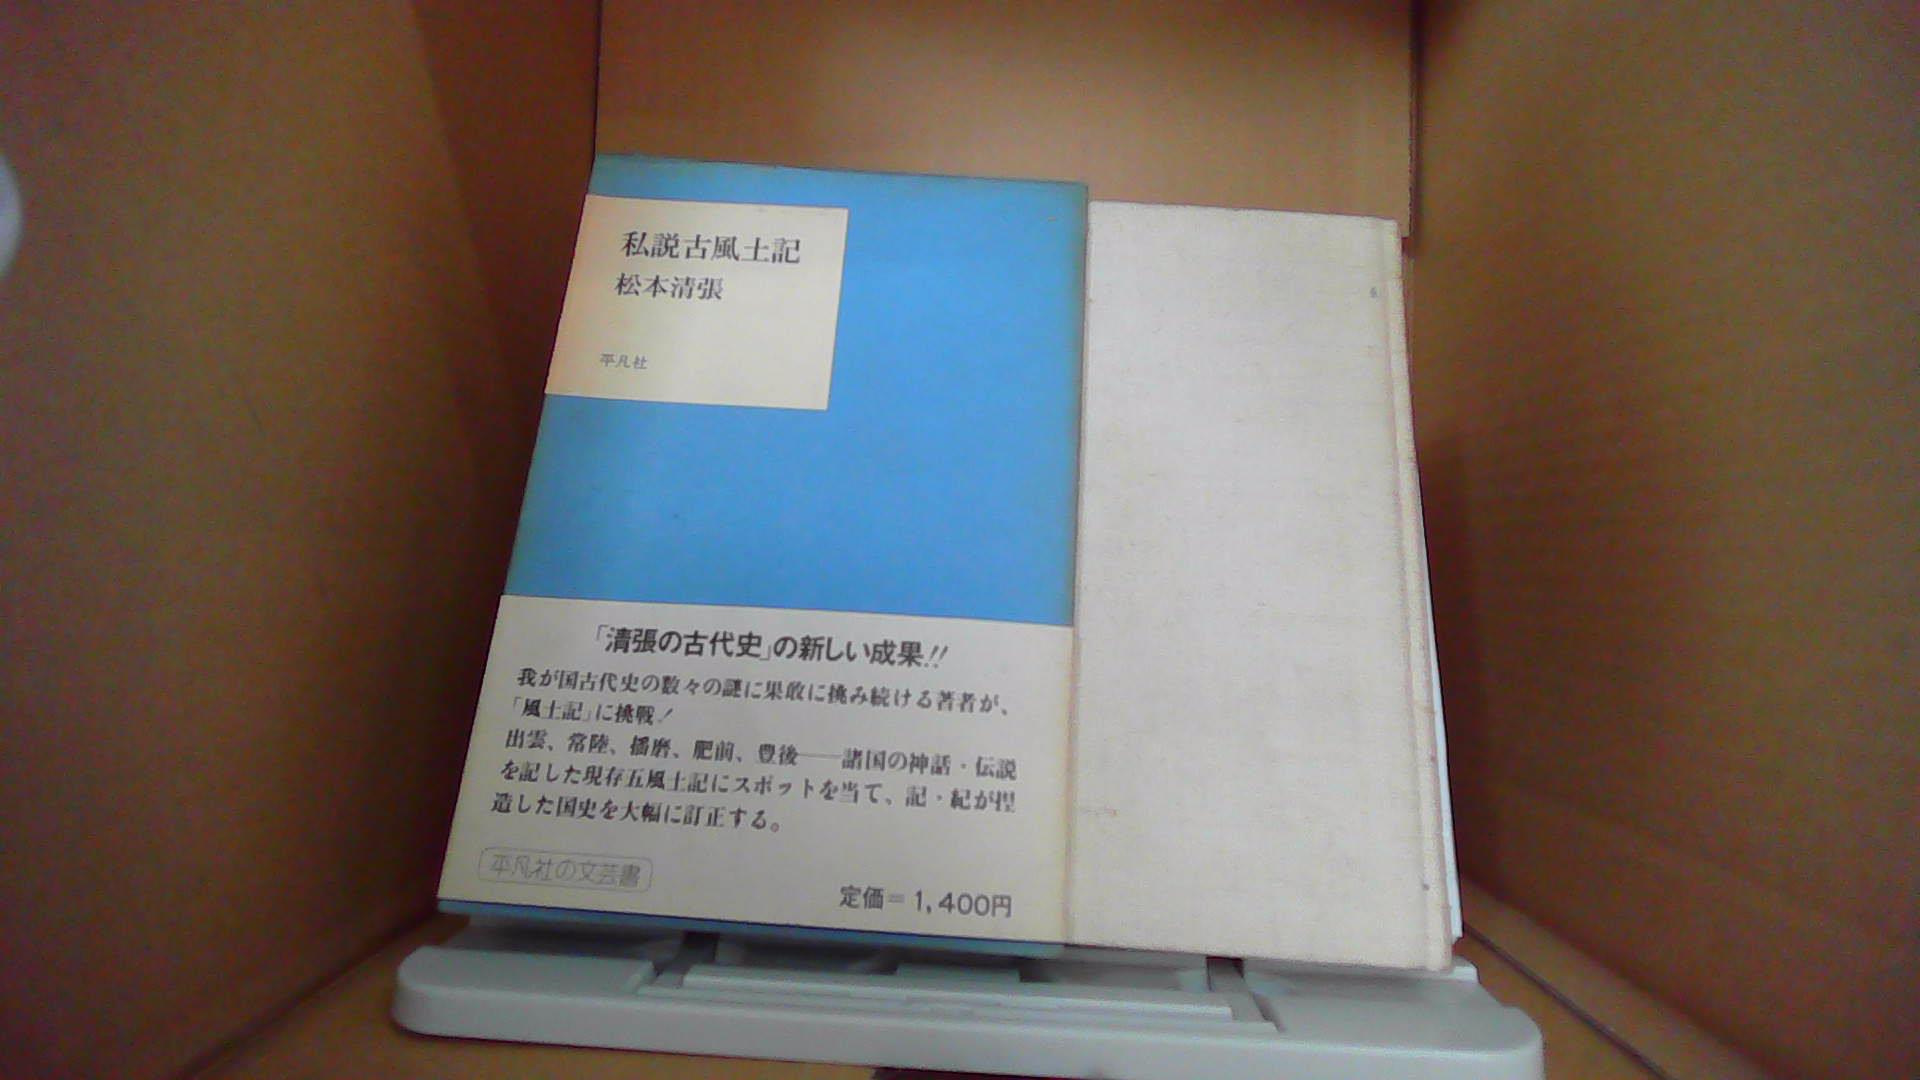 私説古風土記
松本清張
平凡社
「清張の古代史」の新しい成果!!
我が国古代史の数々の謎に果敢に挑み続ける著者が、
「風土記」に挑戦!
出雲、常陸、播磨、肥前、豊後――諸国の神話・伝説
を記した現存五風土記にスポットを当て、記・紀が捏
造した国史を大幅に訂正する。
平凡社の文芸書
定価=1,400円